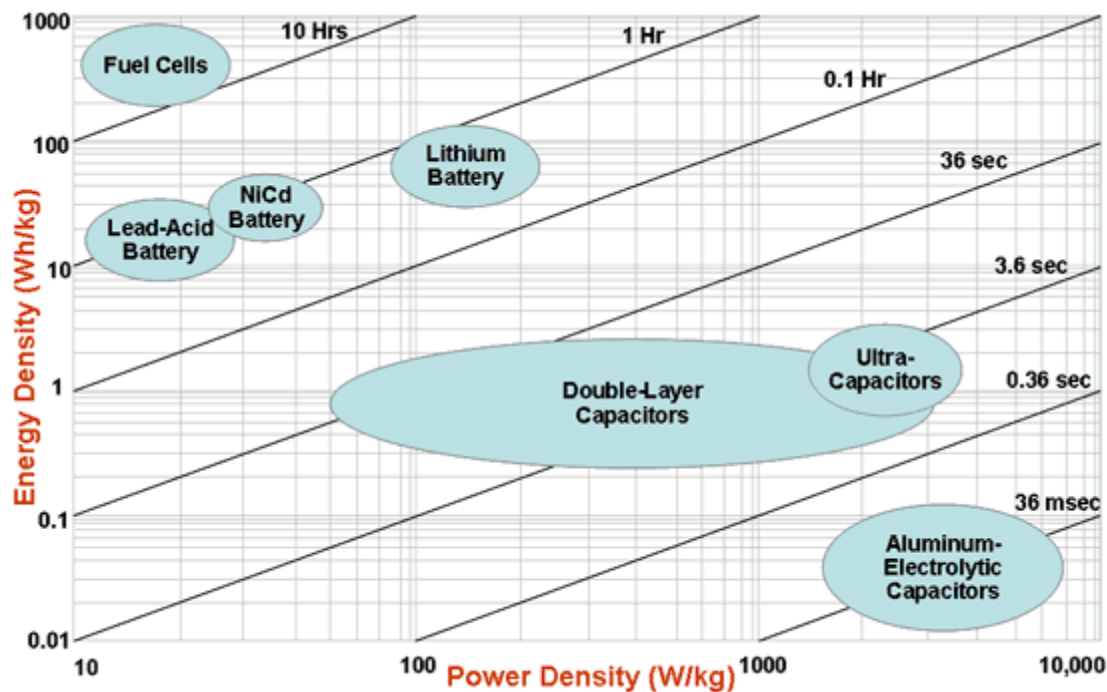 1000
10 Hrs
1 Hr
Fuel Cells
0.1 Hr
100
Lithium
Battery
36 sec
NiCd
Battery
Lead-Acid
Battery
10
3.6 sec
Energy Density (Wh/kg)
1
Double-Layer
Capacitors
Ultra-
Capacitors
0.36 sec
0.1
36 msec
Aluminum-
Electrolytic
Capacitors
0.01
10
100
1000
10,000
Power Density (W/kg)